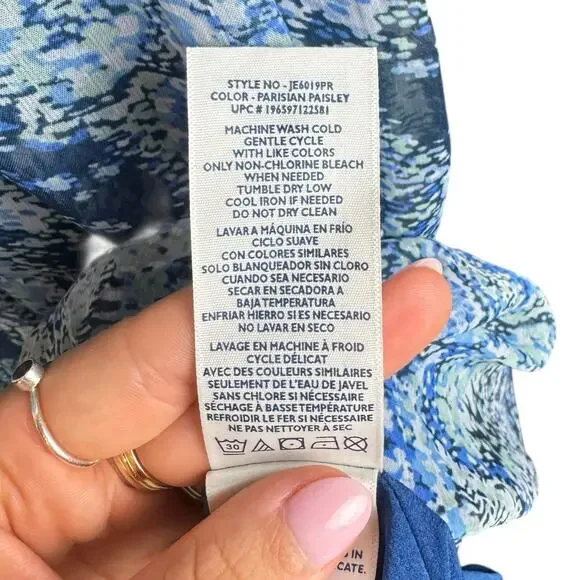 STYLE NO - JE6019PR
COLOR - PARISIAN PAISLEY
UPC # 196597122581
MACHINE WASH COLD
GENTLE CYCLE
WITH LIKE COLORS
ONLY NON-CHLORINE BLEACH
WHEN NEEDED
TUMBLE DRY LOW
COOL IRON IF NEEDED
DO NOT DRY CLEAN
LAVAR A MÁQUINA EN FRÍO
CICLO SUAVE
CON COLORES SIMILARES
SOLO BLANQUEADOR SIN CLORO
CUANDO SEA NECESARIO
SECAR EN SECADORA A
BAJA TEMPERATURA
ENFRIAR HIERRO SI ES NECESARIO
NO LAVAR EN SECO
LAVAGE EN MACHINE À FROID
CYCLE DÉLICAT
AVEC DES COULEURS SIMILAIRES
SEULEMENT DE L'EAU DE JAVEL
SANS CHLORE SI NÉCESSAIRE
SÉCHAGE À BASSE TEMPÉRATURE
REFROIDIR LE FER SI NÉCESSAIRE
NE PAS NETTOYER À SEC
30
IN
CATE.